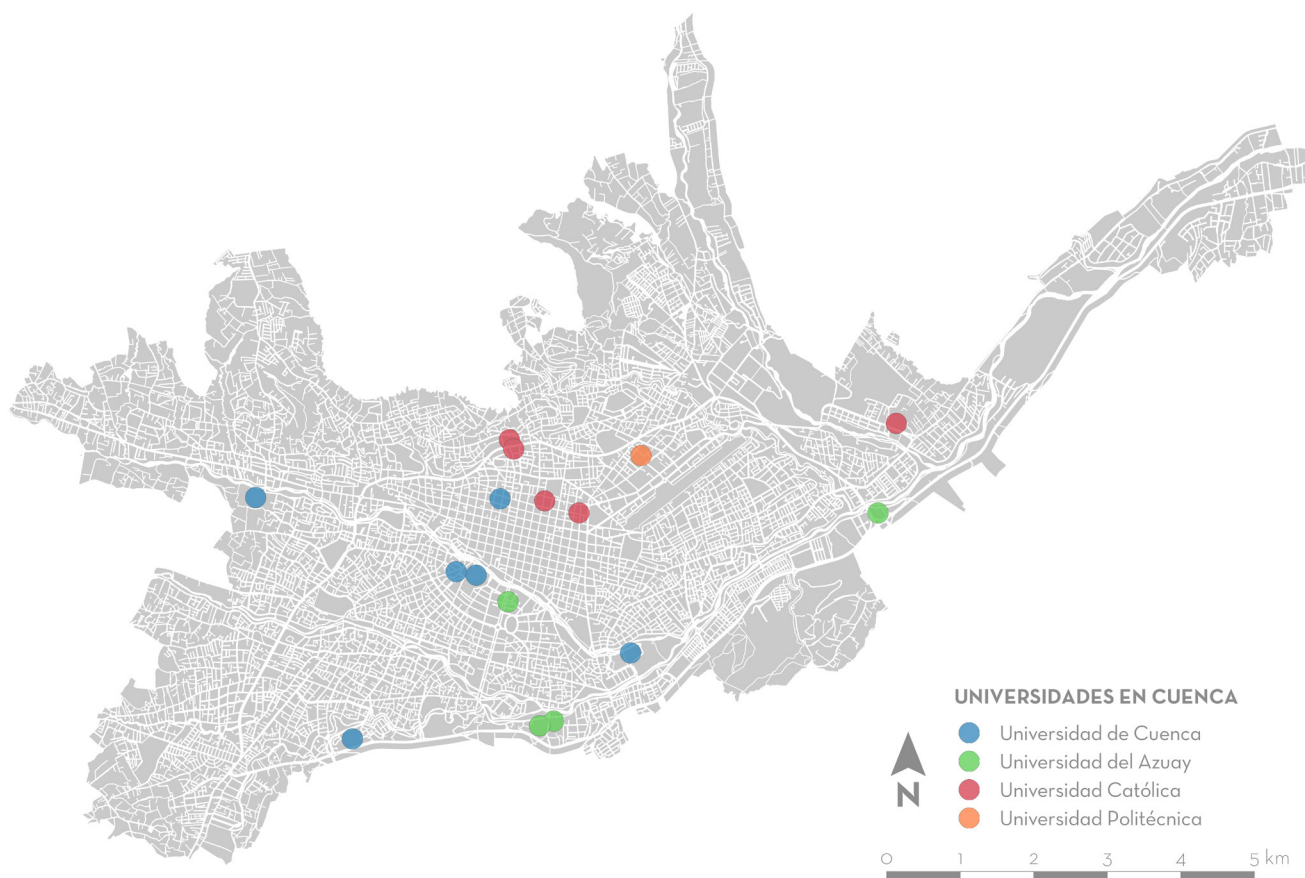 UNIVERSIDADES EN CUENCA
Universidad de Cuenca
Universidad del Azuay
Universidad Católica
Universidad Politécnica
N
0 1 2 3 4 5 km